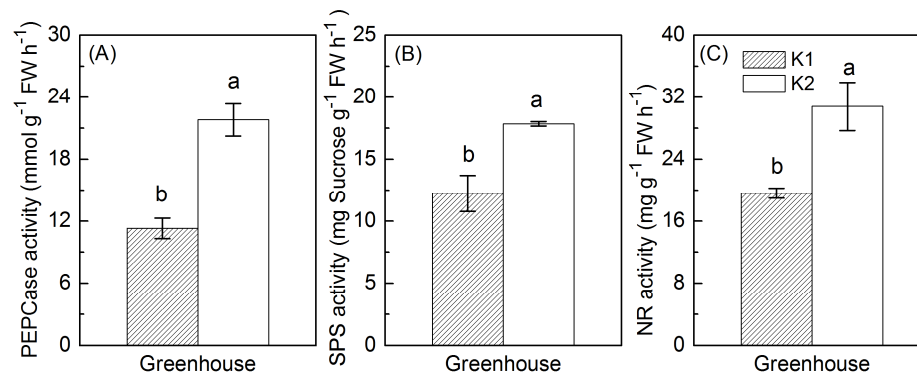 (A)
PEPCase activity (mmol g⁻¹ FW h⁻¹)
30
24
18
12
6
0
b
a
Greenhouse
(B)
SPS activity (mg Sucrose g⁻¹ FW h⁻¹)
25
20
15
10
5
0
b
a
Greenhouse
(C)
NR activity (mg g⁻¹ FW h⁻¹)
40
32
24
16
8
0
K1
K2
b
a
Greenhouse